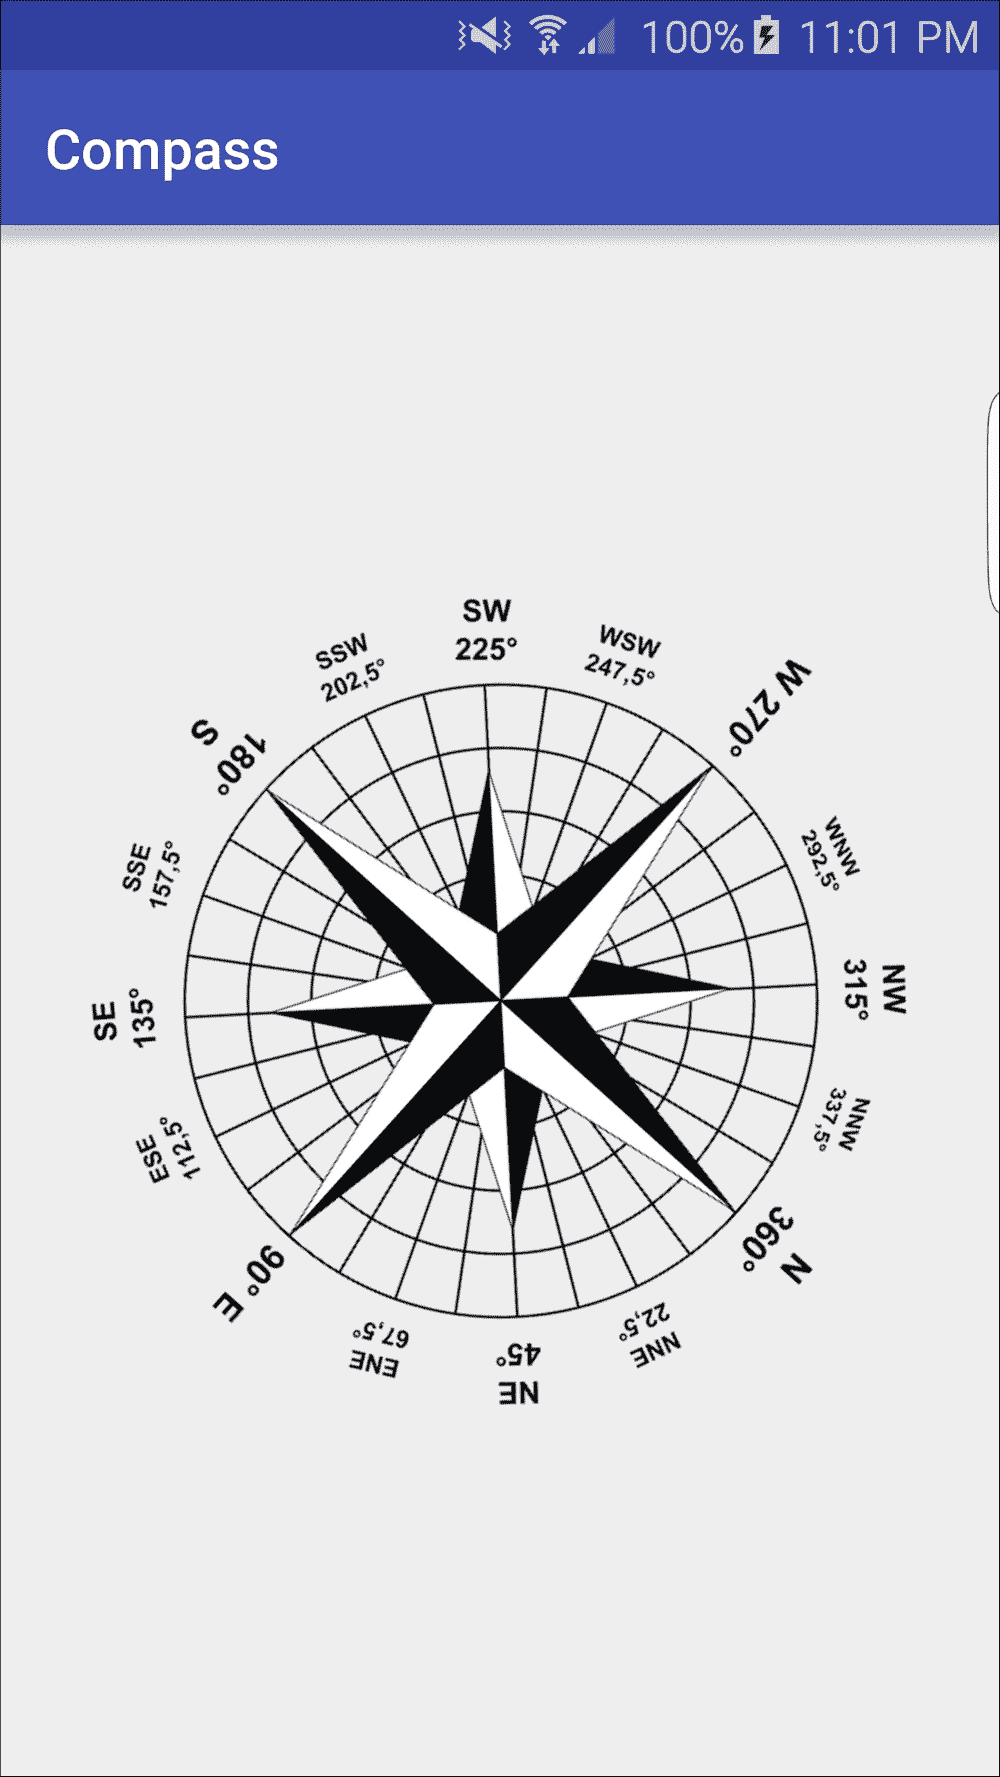 100% 11:01 PM
Compass
SW
225°
WSW
247,5°
W 270°
WNW
292,5°
NW
315°
NNW
337,5°
N
360°
NNE
22,5°
NE
45°
ENE
67,5°
90° E
ESE
112,5°
SE
135°
SSE
157,5°
S
180°
SSW
202,5°